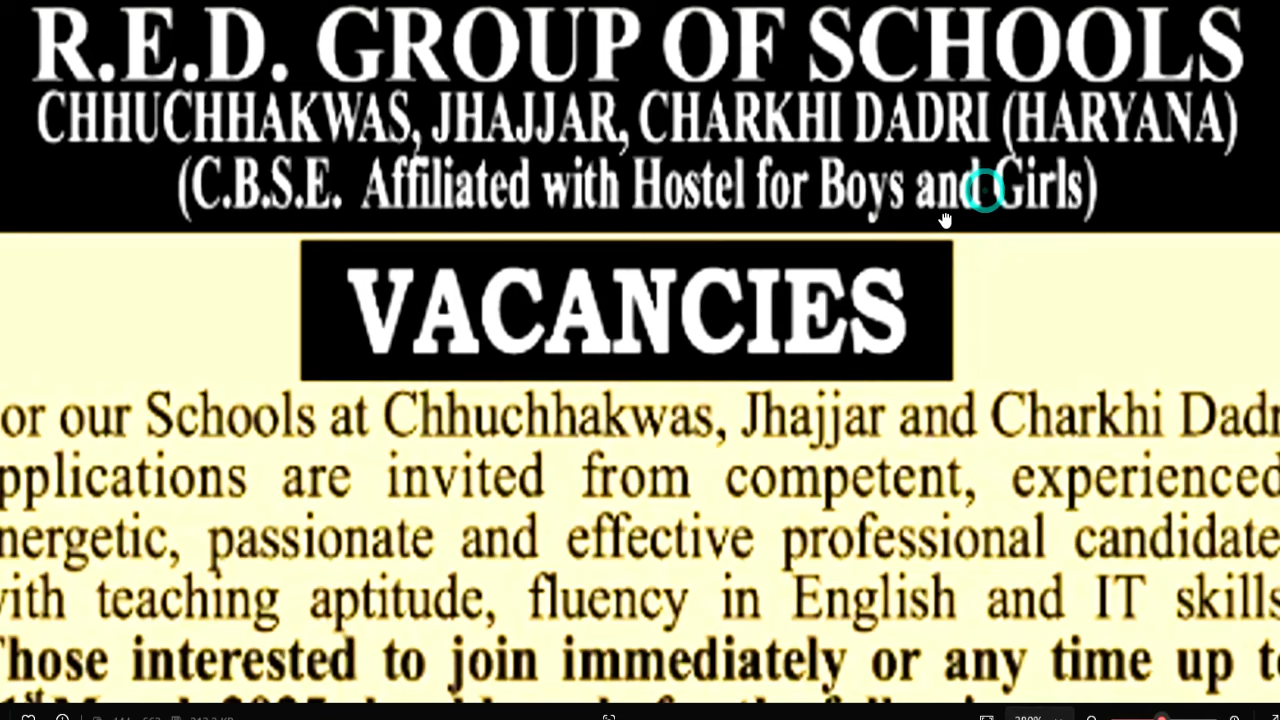 R.E.D. GROUP OF SCHOOLS
CHHUCHHAKWAS, JHAJJAR, CHARKHI DADRI (HARYANA)
(C.B.S.E. Affiliated with Hostel for Boys and Girls)
VACANCIES
or our Schools at Chhuchhakwas, Jhajjar and Charkhi Dadr
pplications are invited from competent, experienced
nergetic, passionate and effective professional candidate
ith teaching aptitude, fluency in English and IT skills
hose interested to join immediately or any time up t